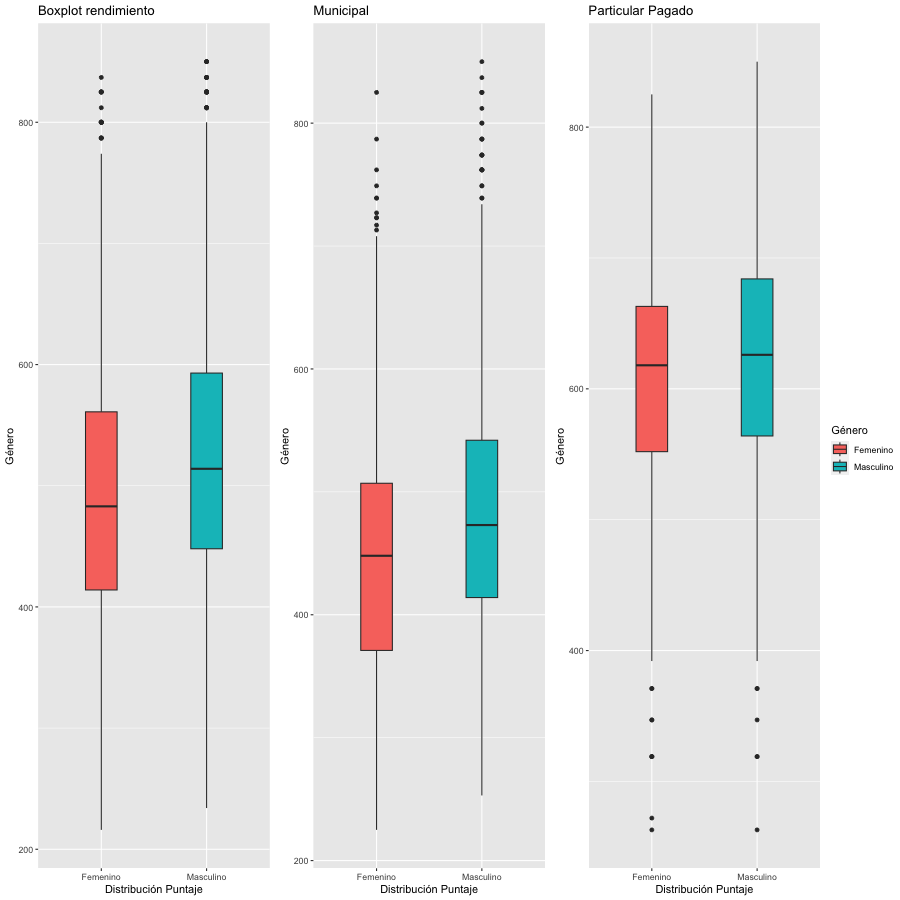 Boxplot rendimiento
Género
800
600
400
200
Femenino
Masculino
Distribución Puntaje
Municipal
Género
800
600
400
200
Femenino
Masculino
Distribución Puntaje
Particular Pagado
Género
800
600
400
Femenino
Masculino
Distribución Puntaje
Género
Femenino
Masculino